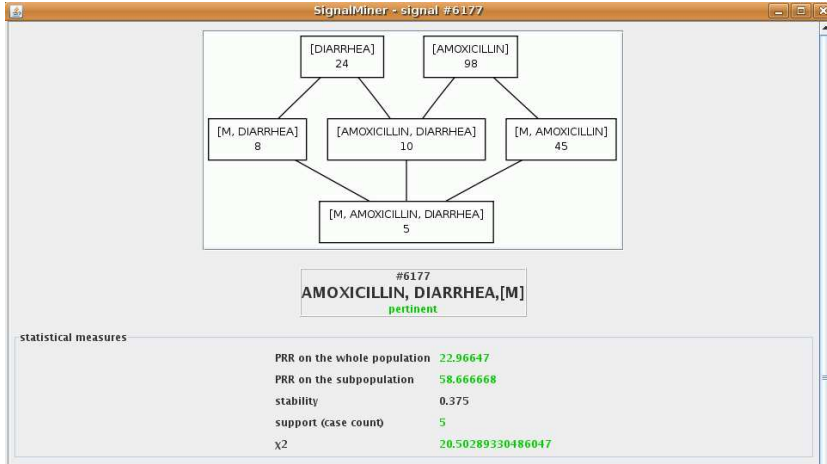 SignalMiner - signal #6177
[DIARRHEA]
24
[AMOXICILLIN]
98
[M, DIARRHEA]
8
[AMOXICILLIN, DIARRHEA]
10
[M, AMOXICILLIN]
45
[M, AMOXICILLIN, DIARRHEA]
5
#6177
AMOXICILLIN, DIARRHEA,[M]
pertinent
statistical measures
PRR on the whole population 22.96647
PRR on the subpopulation 58.666668
stability 0.375
support (case count) 5
χ2 20.50289330486047